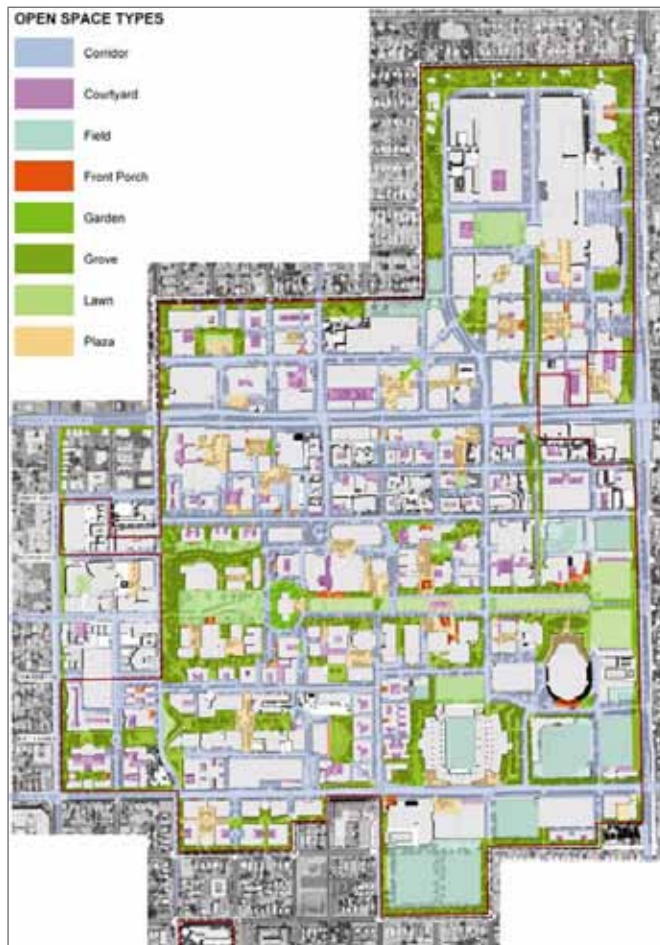 OPEN SPACE TYPES
Corridor
Courtyard
Field
Front Porch
Garden
Grove
Lawn
Plaza